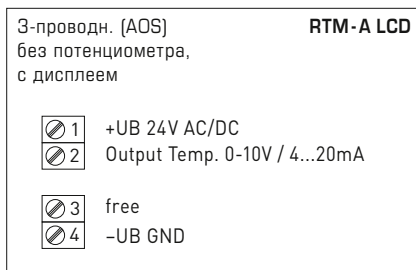 3-проводн. (AOS) RTM-A LCD
без потенциометра,
с дисплеем
1 +UB 24V AC/DC
2 Output Temp. 0-10V / 4...20mA
3 free
4 –UB GND